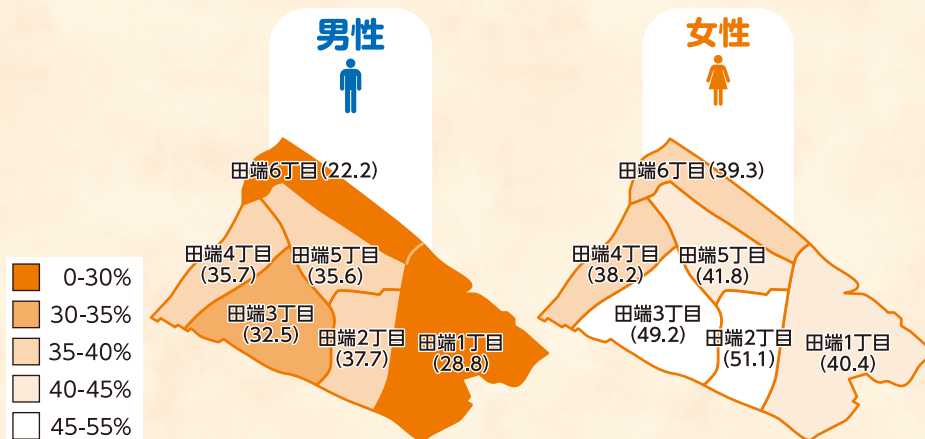 男性
田端6丁目(22.2)
田端4丁目
(35.7)
田端5丁目
(35.6)
田端3丁目
(32.5)
田端2丁目
(37.7)
田端1丁目
(28.8)
女性
田端6丁目(39.3)
田端4丁目
(38.2)
田端5丁目
(41.8)
田端3丁目
(49.2)
田端2丁目
(51.1)
田端1丁目
(40.4)
0-30%
30-35%
35-40%
40-45%
45-55%